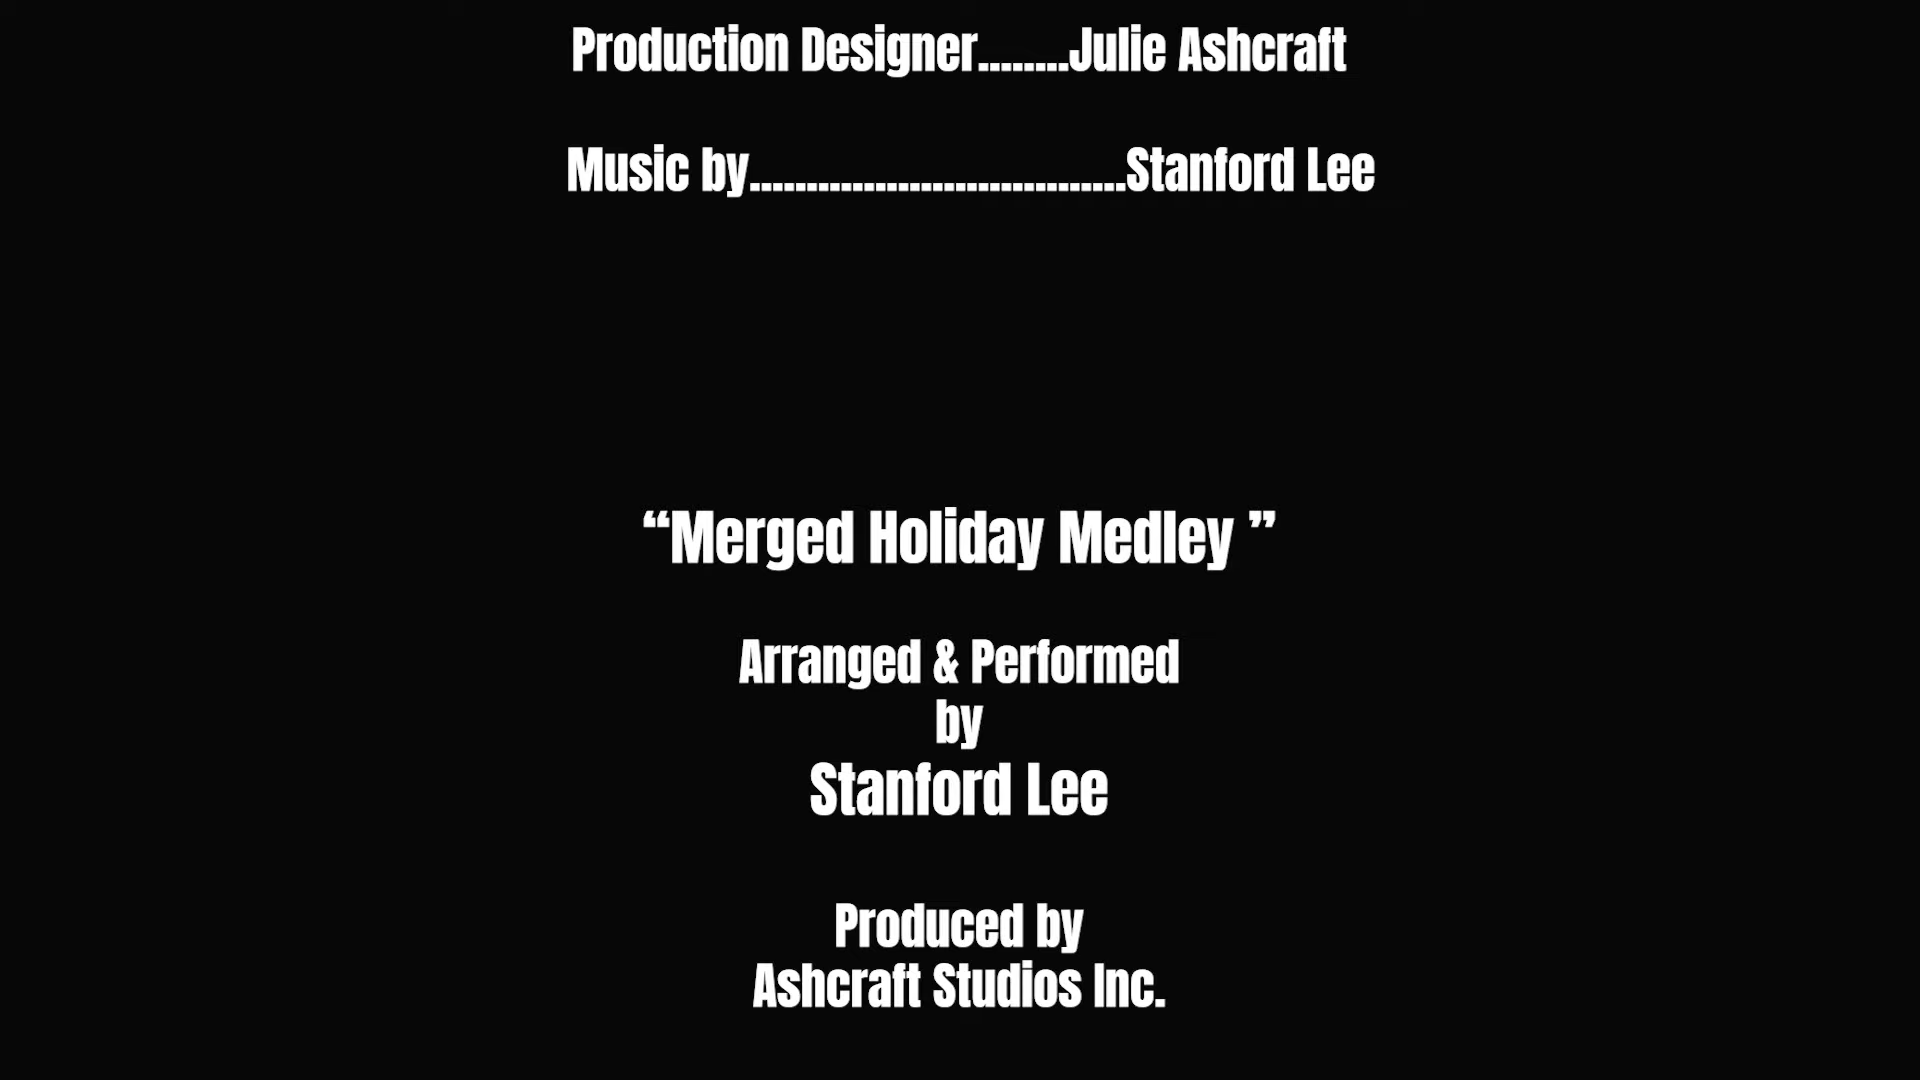 Production Designer........Julie Ashcraft
Music by.................................Stanford Lee
“Merged Holiday Medley ”
Arranged & Performed
by
Stanford Lee
Produced by
Ashcraft Studios Inc.